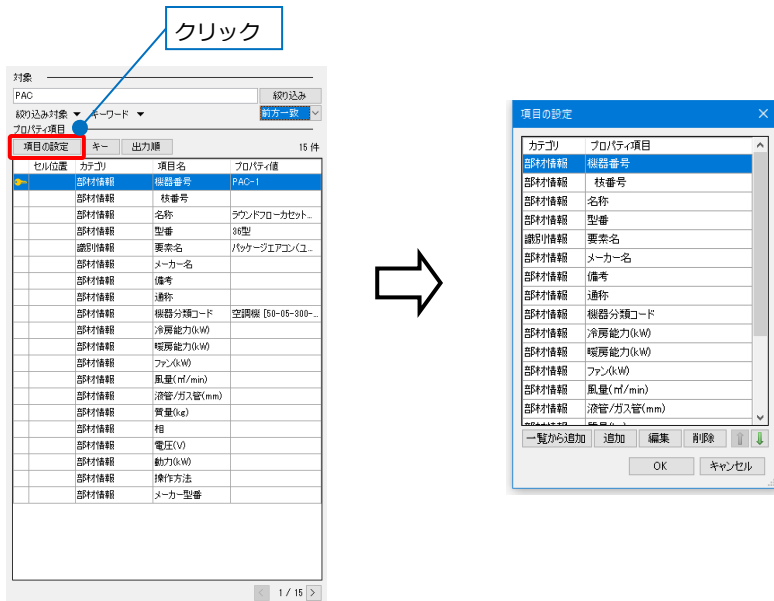 クリック
対象
PAC 絞り込み
絞り込み対象 ▼ キーワード ▼ 前方一致
プロパティ項目
項目の設定 キー 出力順 15 件
セル位置 カテゴリ 項目名 プロパティ値
部材情報 機器番号 PAC-1
部材情報 枝番号
部材情報 名称 ラウンドフローカセット...
部材情報 型番 36型
識別情報 要素名 パッケージエアコン(ユ...
部材情報 メーカー名
部材情報 備考
部材情報 通称
部材情報 機器分類コード 空調機 [50-05-300-...
部材情報 冷房能力(kW)
部材情報 暖房能力(kW)
部材情報 ファン(kW)
部材情報 風量(㎥/min)
部材情報 液管/ガス管(mm)
部材情報 質量(kg)
部材情報 相
部材情報 電圧(V)
部材情報 動力(kW)
部材情報 操作方法
部材情報 メーカー型番
1 / 15
項目の設定
カテゴリ プロパティ項目
部材情報 機器番号
部材情報 枝番号
部材情報 名称
部材情報 型番
識別情報 要素名
部材情報 メーカー名
部材情報 備考
部材情報 通称
部材情報 機器分類コード
部材情報 冷房能力(kW)
部材情報 暖房能力(kW)
部材情報 ファン(kW)
部材情報 風量(㎥/min)
部材情報 液管/ガス管(mm)
一覧から追加 追加 編集 削除
OK キャンセル